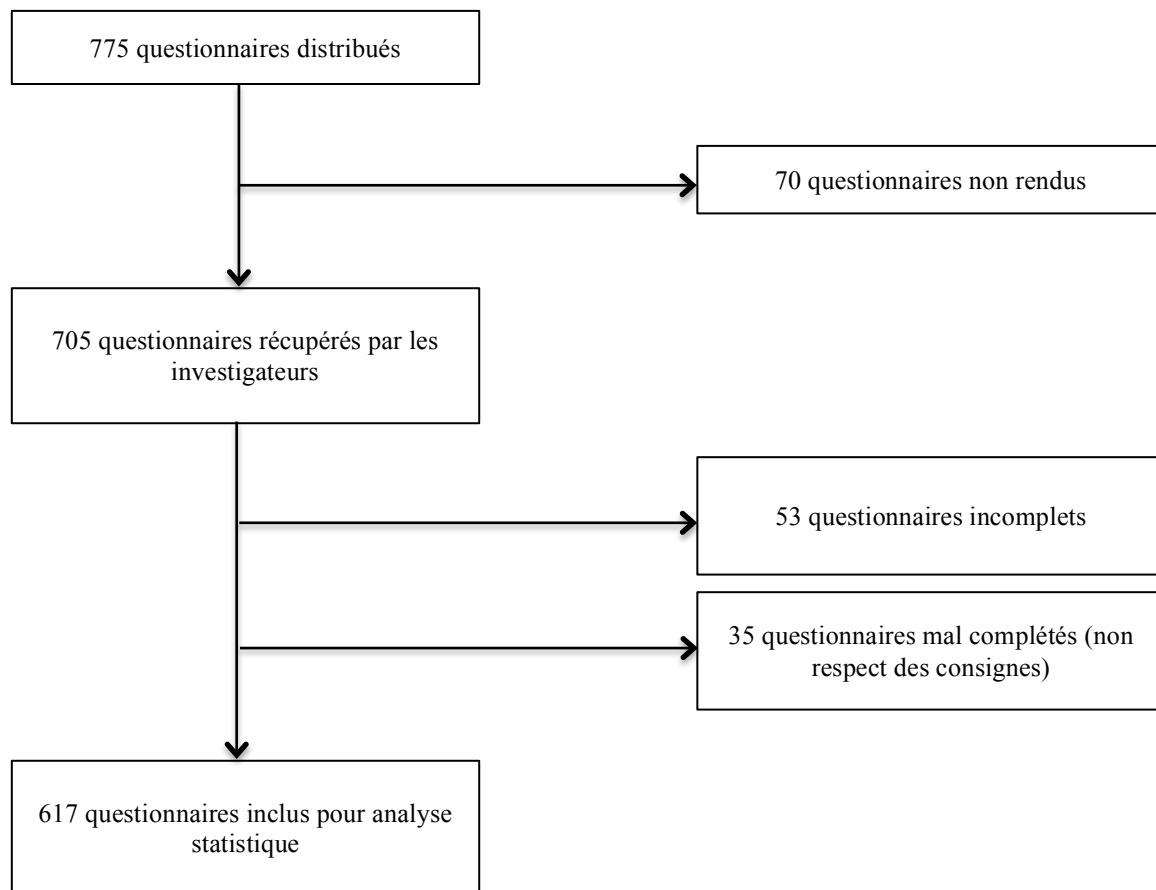 775 questionnaires distribués
70 questionnaires non rendus
705 questionnaires récupérés par les
investigateurs
53 questionnaires incomplets
35 questionnaires mal complétés (non
respect des consignes)
617 questionnaires inclus pour analyse
statistique